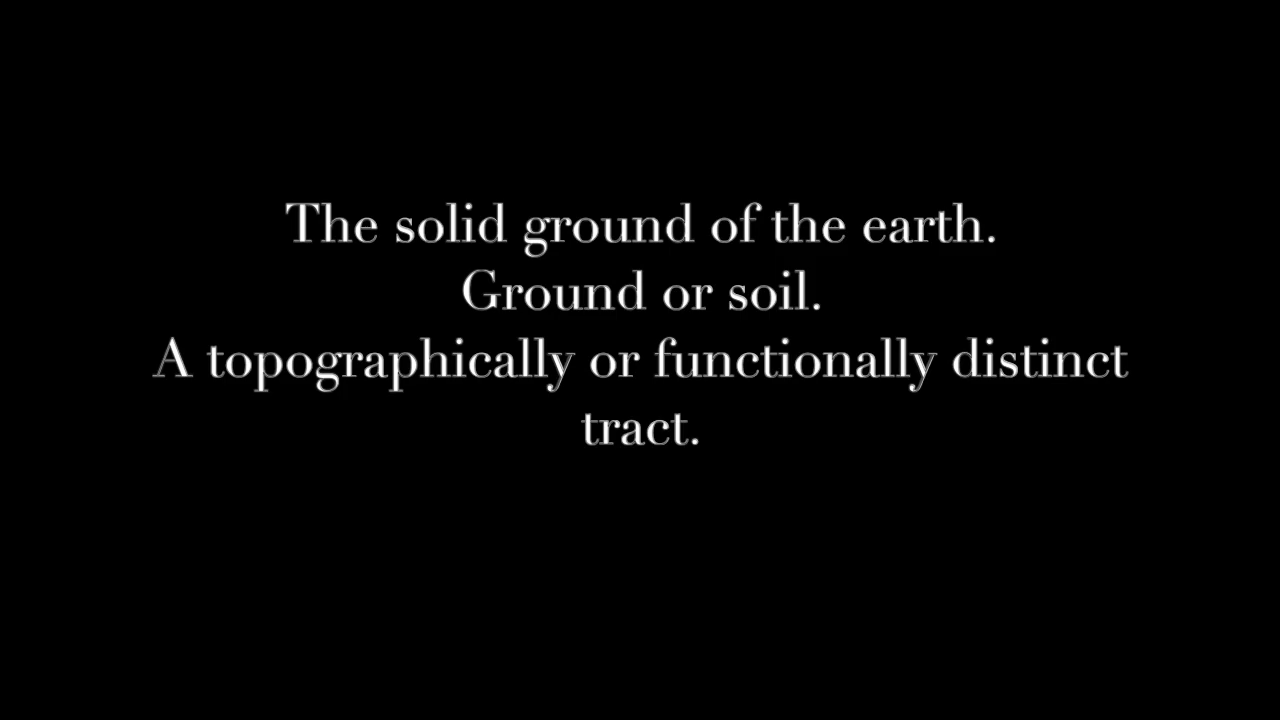 The solid ground of the earth.
Ground or soil.
A topographically or functionally distinct
tract.